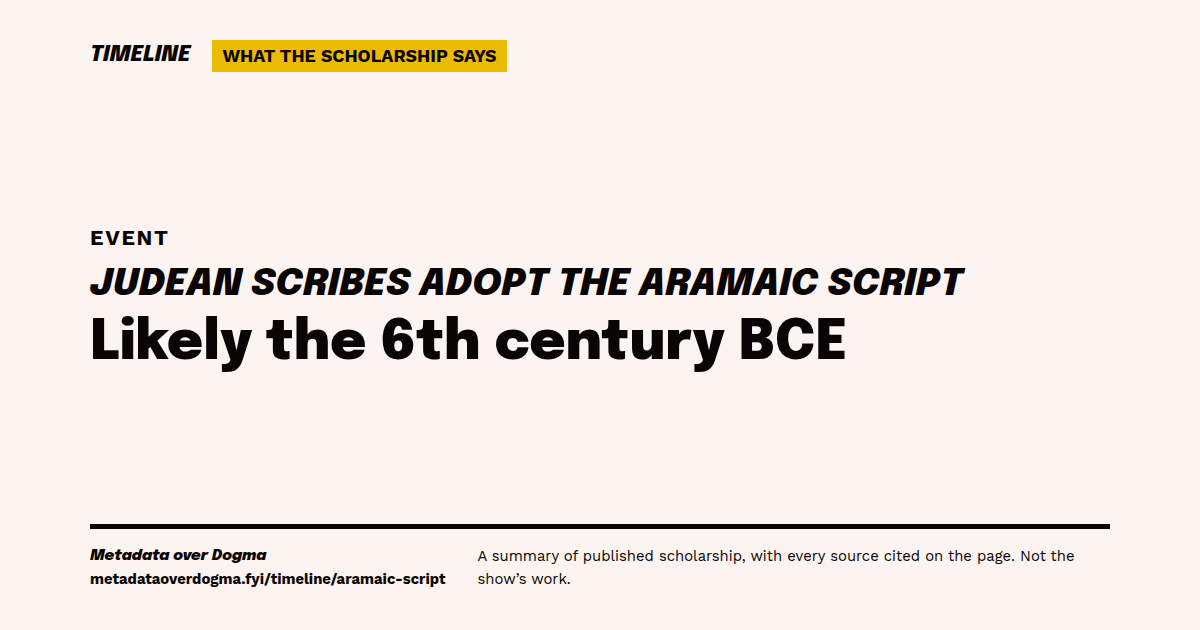 TIMELINE
WHAT THE SCHOLARSHIP SAYS
EVENT
JUDEAN SCRIBES ADOPT THE ARAMAIC SCRIPT
Likely the 6th century BCE
Metadata over Dogma
metadataoverdogma.fyi/timeline/aramaic-script
A summary of published scholarship, with every source cited on the page. Not the
show’s work.